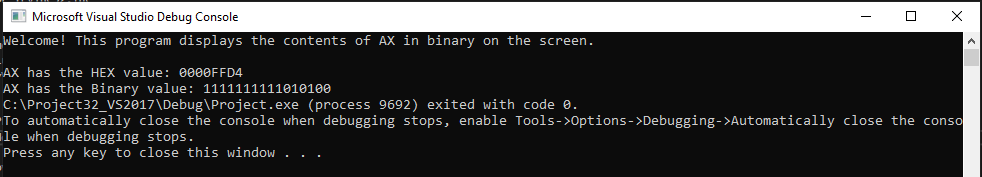 Microsoft Visual Studio Debug Console
Welcome! This program displays the contents of AX in binary on the screen.
AX has the HEX value: 0000FFD4
AX has the Binary value: 1111111111010100
C:\Project32_VS2017\Debug\Project.exe (process 9692) exited with code 0.
To automatically close the console when debugging stops, enable Tools->Options->Debugging->Automatically close the conso
le when debugging stops.
Press any key to close this window . . .